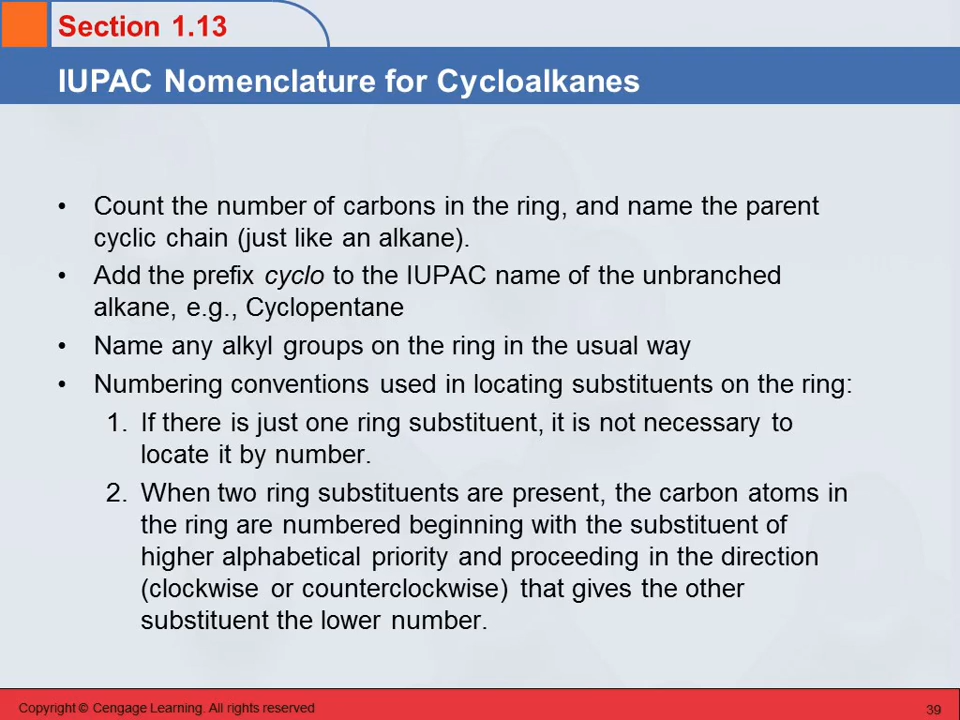 Section 1.13
IUPAC Nomenclature for Cycloalkanes
• Count the number of carbons in the ring, and name the parent
cyclic chain (just like an alkane).
• Add the prefix cyclo to the IUPAC name of the unbranched
alkane, e.g., Cyclopentane
• Name any alkyl groups on the ring in the usual way
• Numbering conventions used in locating substituents on the ring:
1. If there is just one ring substituent, it is not necessary to
locate it by number.
2. When two ring substituents are present, the carbon atoms in
the ring are numbered beginning with the substituent of
higher alphabetical priority and proceeding in the direction
(clockwise or counterclockwise) that gives the other
substituent the lower number.
Copyright © Cengage Learning. All rights reserved
39